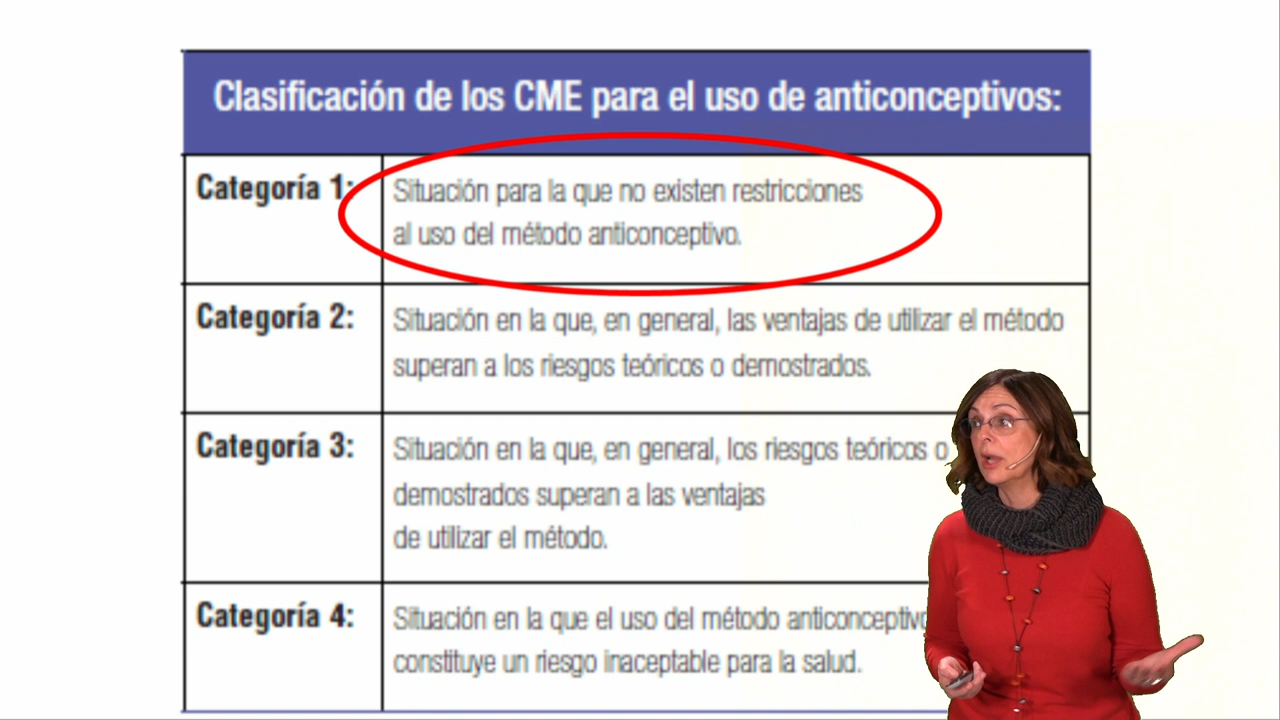 Clasificación de los CME para el uso de anticonceptivos:
Categoría 1:
Situación para la que no existen restricciones
al uso del método anticonceptivo.
Categoría 2:
Situación en la que, en general, las ventajas de utilizar el método
superan a los riesgos teóricos o demostrados.
Categoría 3:
Situación en la que, en general, los riesgos teóricos o
demostrados superan a las ventajas
de utilizar el método.
Categoría 4:
Situación en la que el uso del método anticonceptivo
constituye un riesgo inaceptable para la salud.